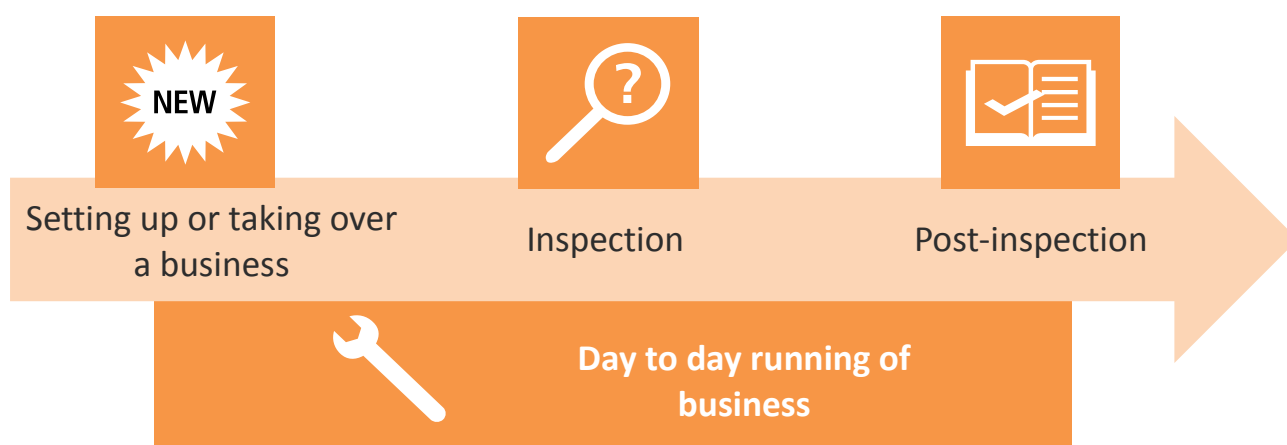 NEW
?
Setting up or taking over
a business
Inspection
Post-inspection
Day to day running of
business